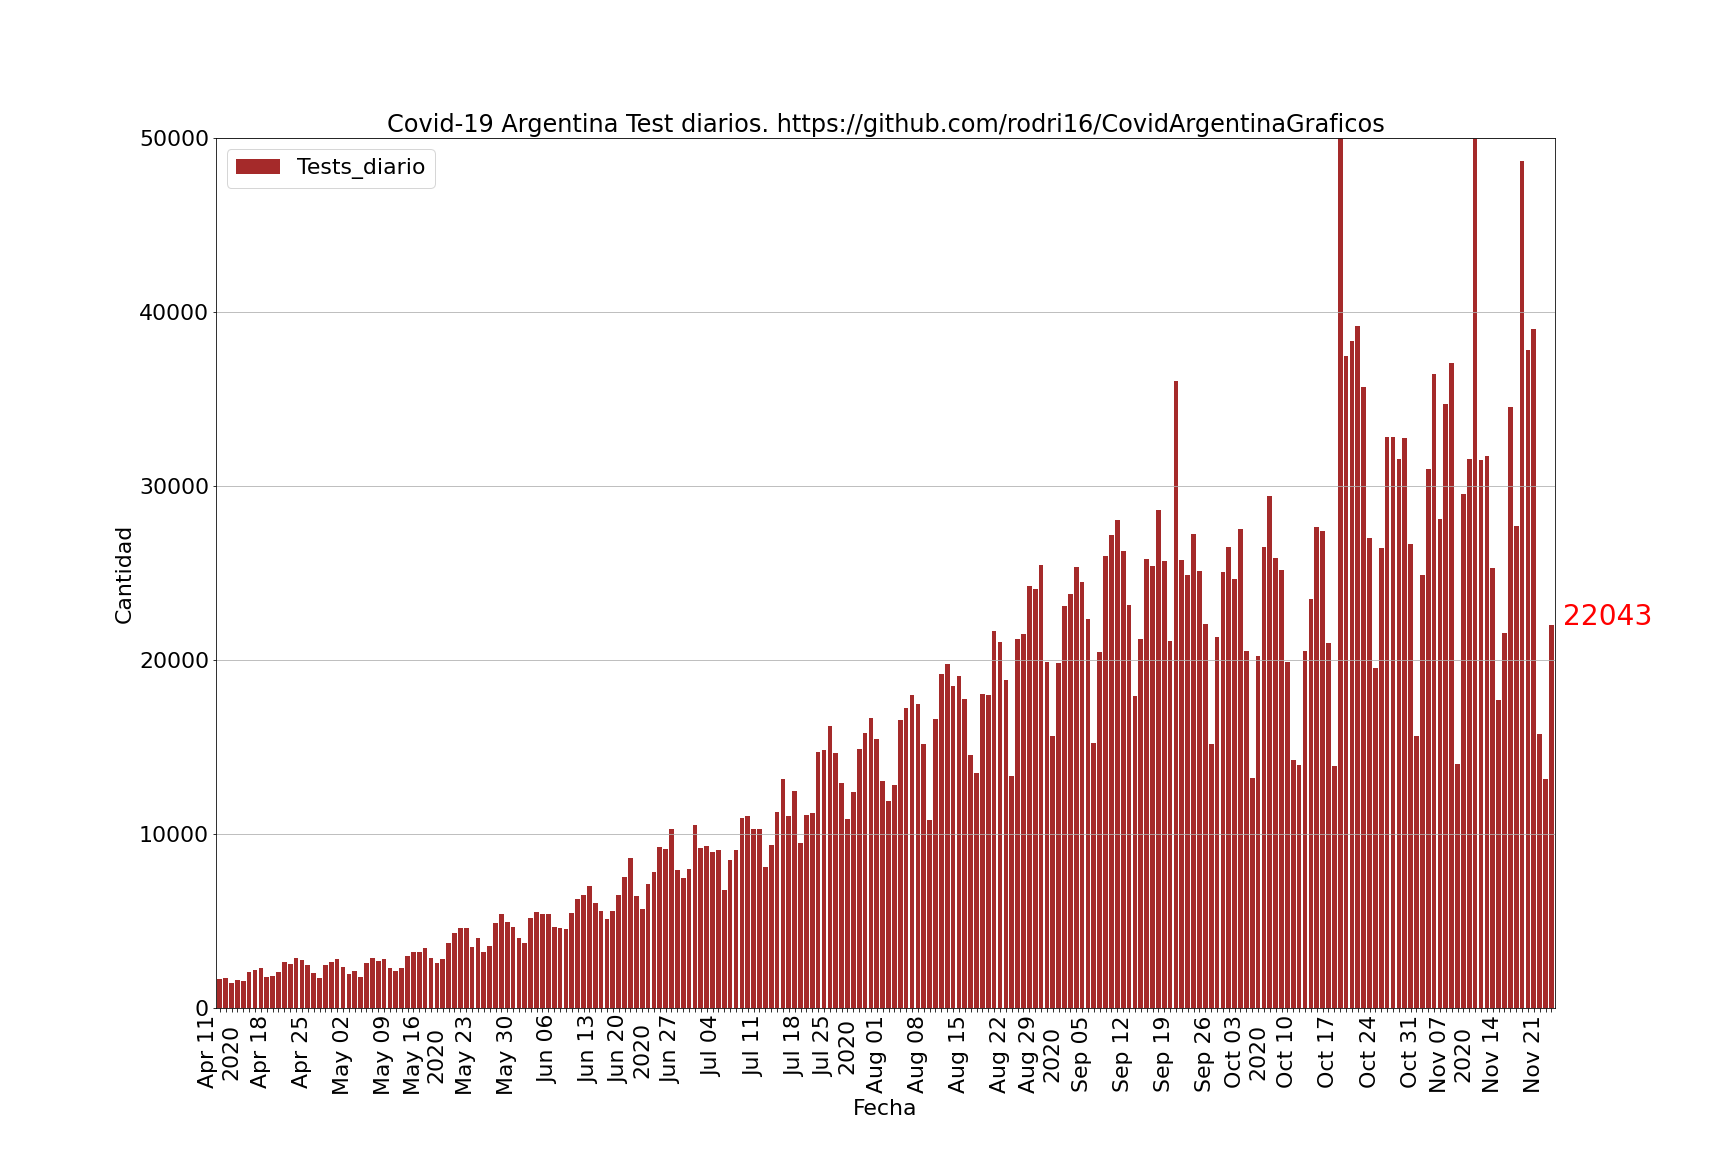 Covid-19 Argentina Test diarios. https://github.com/rodri16/CovidArgentinaGraficos
Tests_diario
50000
40000
30000
20000
10000
0
Cantidad
22043
Apr 11
2020
Apr 18
Apr 25
May 02
May 09
May 16
2020
May 23
May 30
Jun 06
Jun 13
Jun 20
2020
Jun 27
Jul 04
Jul 11
Jul 18
Jul 25
2020
Aug 01
Aug 08
Aug 15
Aug 22
Aug 29
2020
Sep 05
Sep 12
Sep 19
Sep 26
Oct 03
2020
Oct 10
Oct 17
Oct 24
Oct 31
Nov 07
2020
Nov 14
Nov 21
Fecha